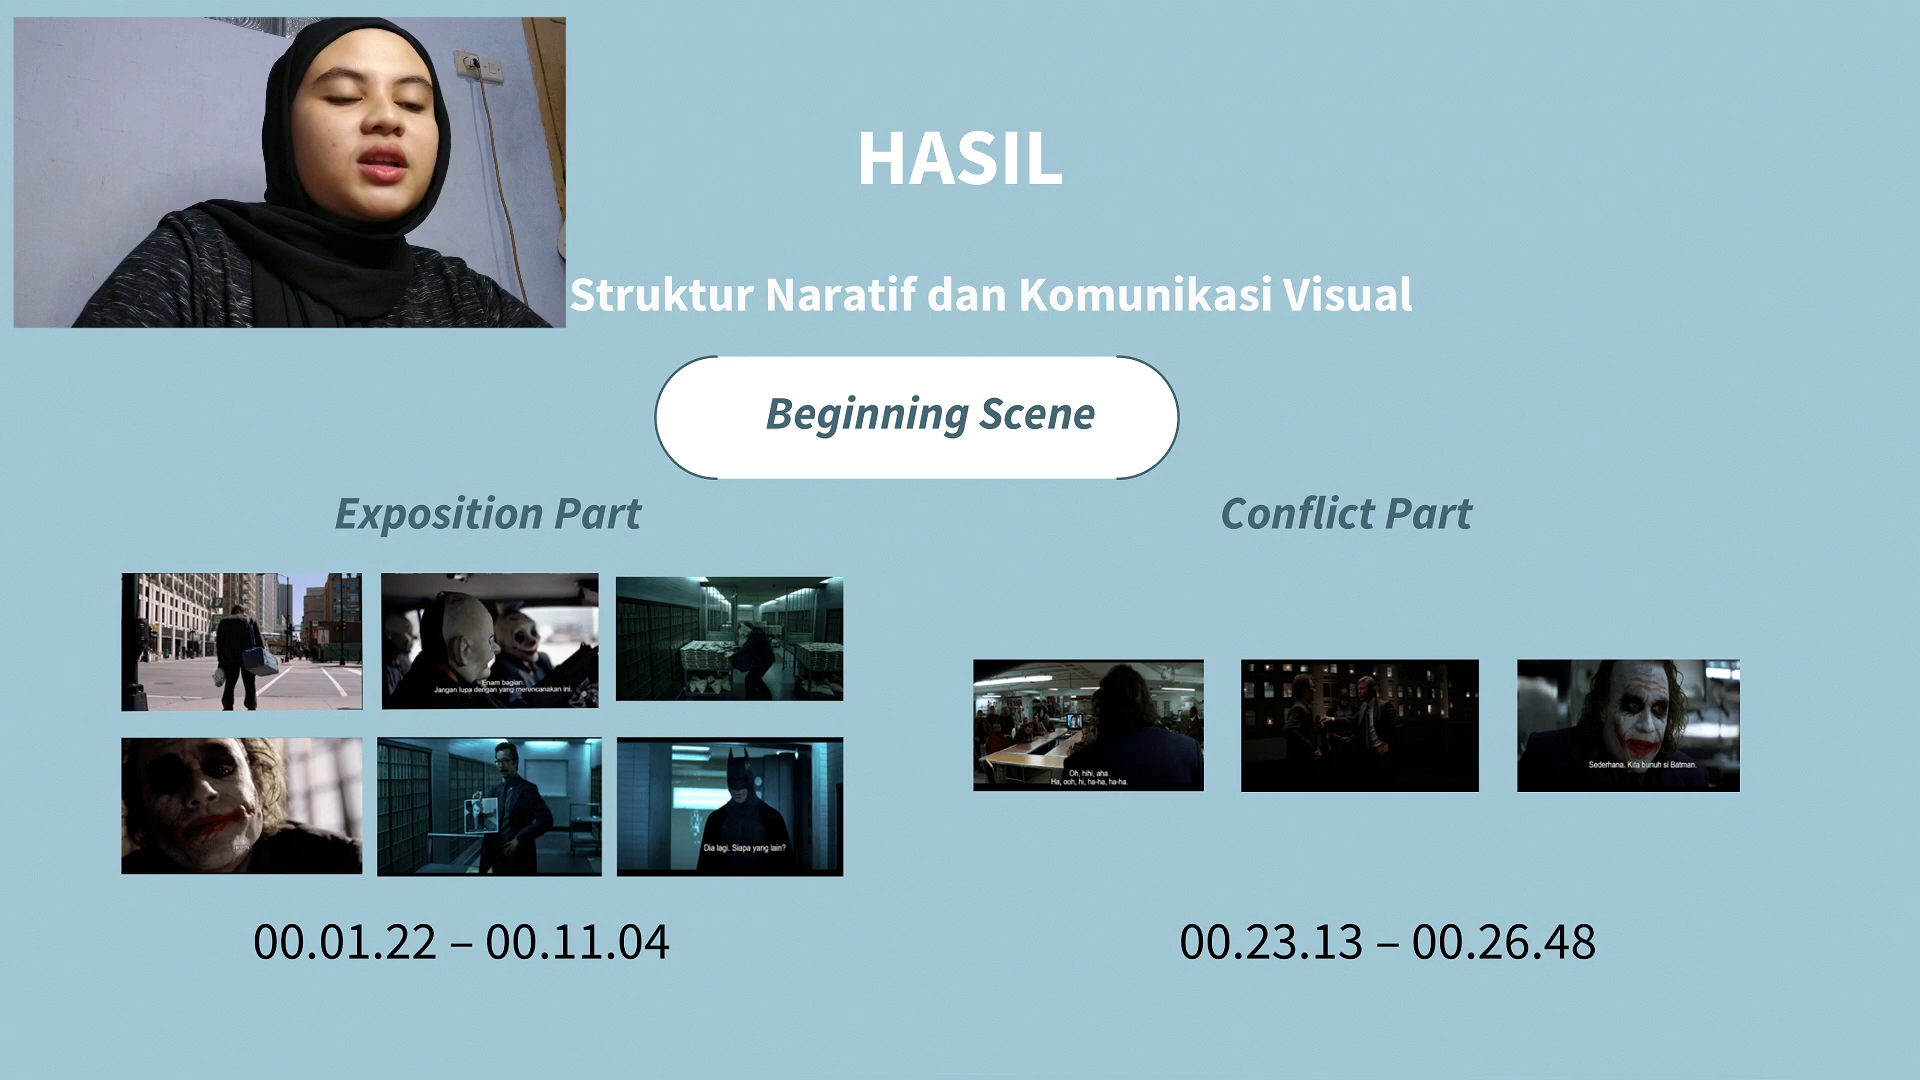 HASIL
Struktur Naratif dan Komunikasi Visual
Beginning Scene
Exposition Part
Conflict Part
Enam bagian.
Jangan lupa dengan yang merencanakan ini.
Dia lagi. Siapa yang lain?
Oh, hihi, aha.
Ha, ooh, hi, ha-ha, ha-ha.
Sederhana. Kita bunuh si Batman.
00.01.22 – 00.11.04
00.23.13 – 00.26.48